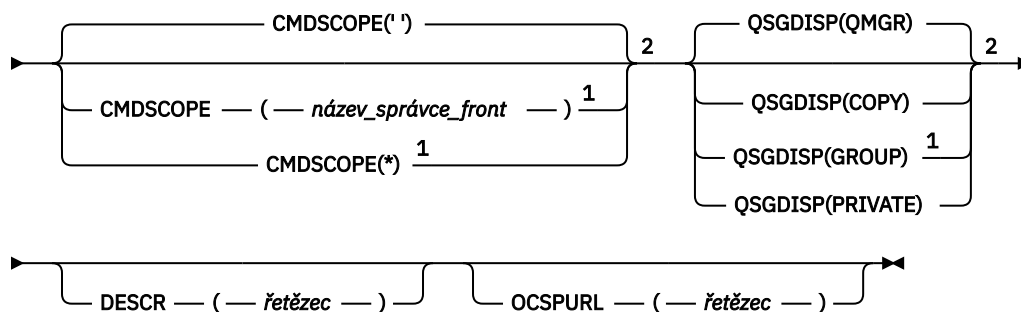 CMDSCOPE(' ')
2
CMDSCOPE ( název_správce_front ) 1
CMDSCOPE(*) 1
QSGDISP(QMGR)
2
QSGDISP(COPY)
QSGDISP(GROUP) 1
QSGDISP(PRIVATE)
DESCR ( řetězec )
OCSPURL ( řetězec )